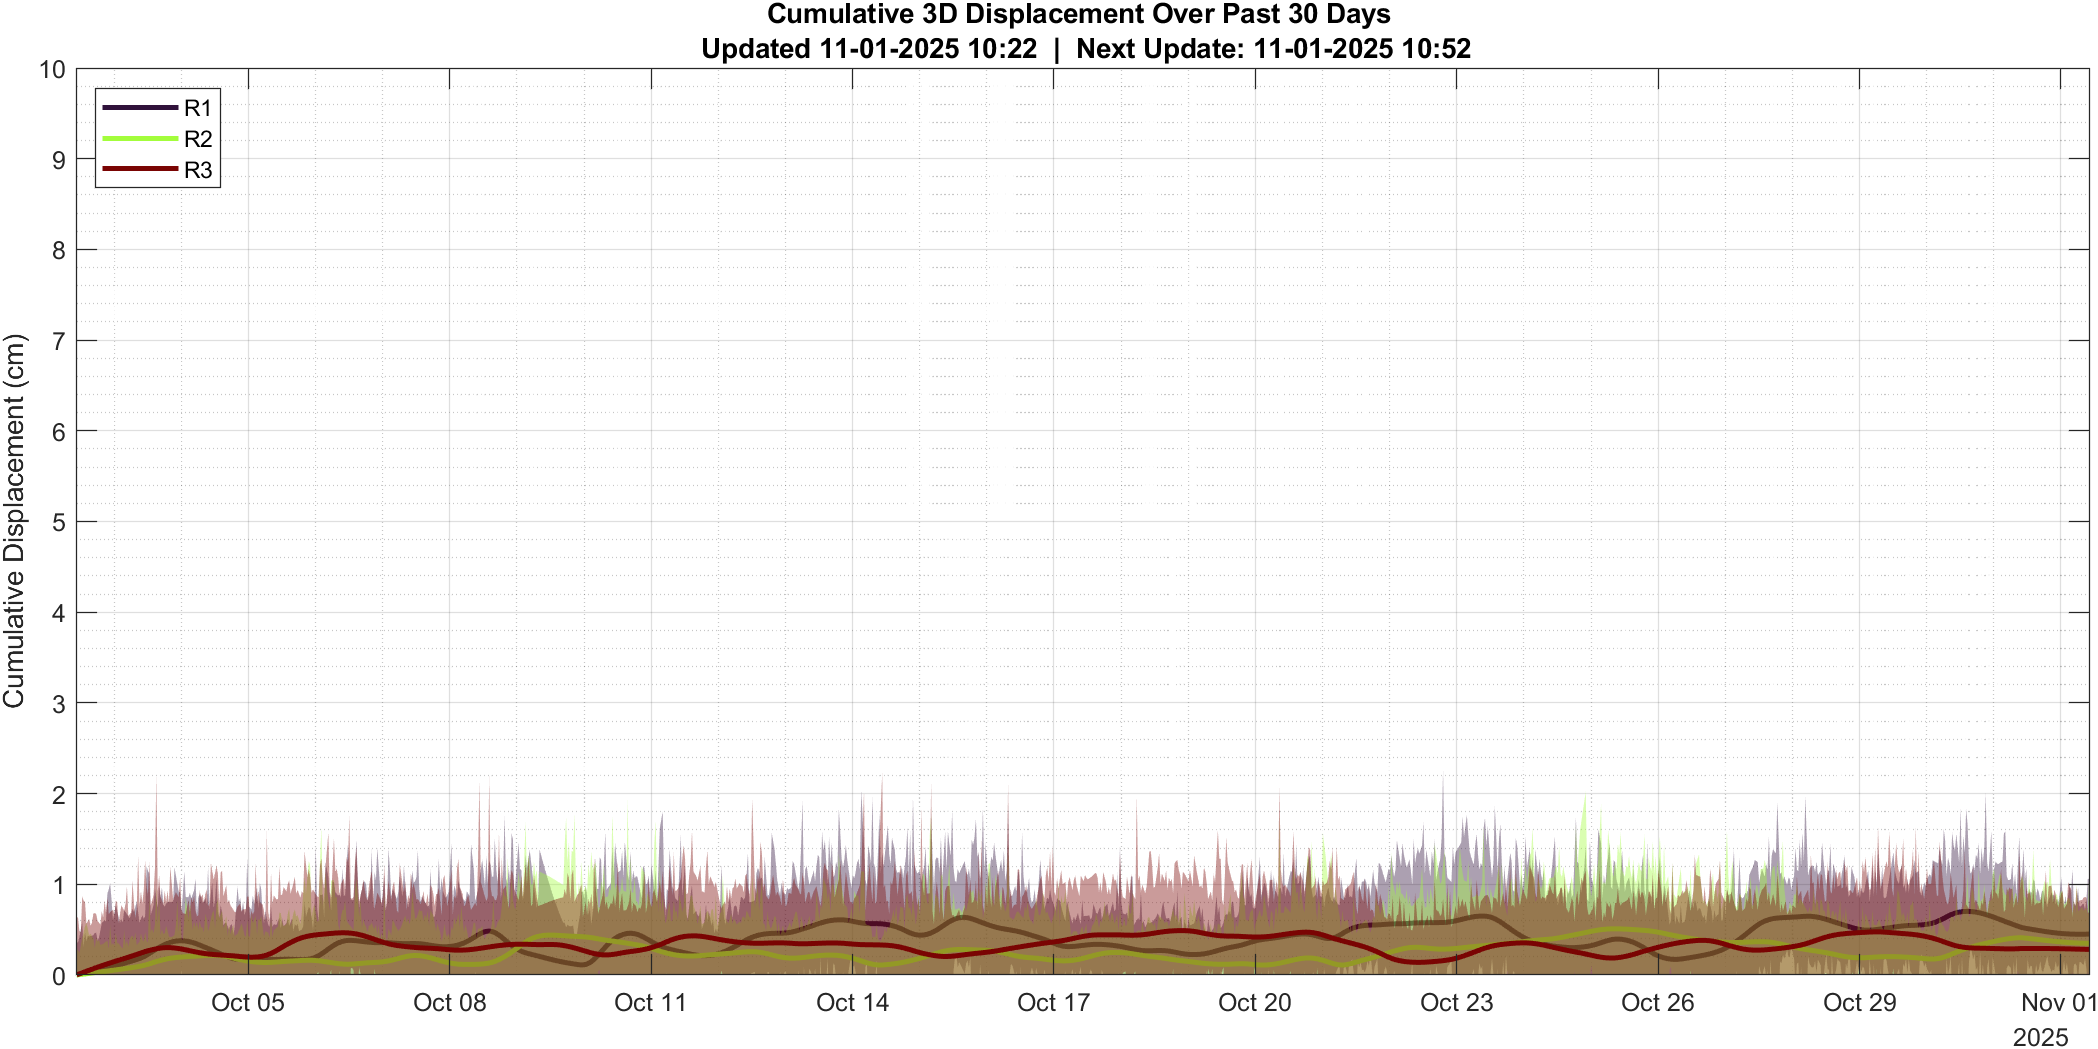 Cumulative 3D Displacement Over Past 30 Days
Updated 11-01-2025 10:22 | Next Update: 11-01-2025 10:52
R1
R2
R3
Cumulative Displacement (cm)
10
9
8
7
6
5
4
3
2
1
0
Oct 05 Oct 08 Oct 11 Oct 14 Oct 17 Oct 20 Oct 23 Oct 26 Oct 29 Nov 01
2025